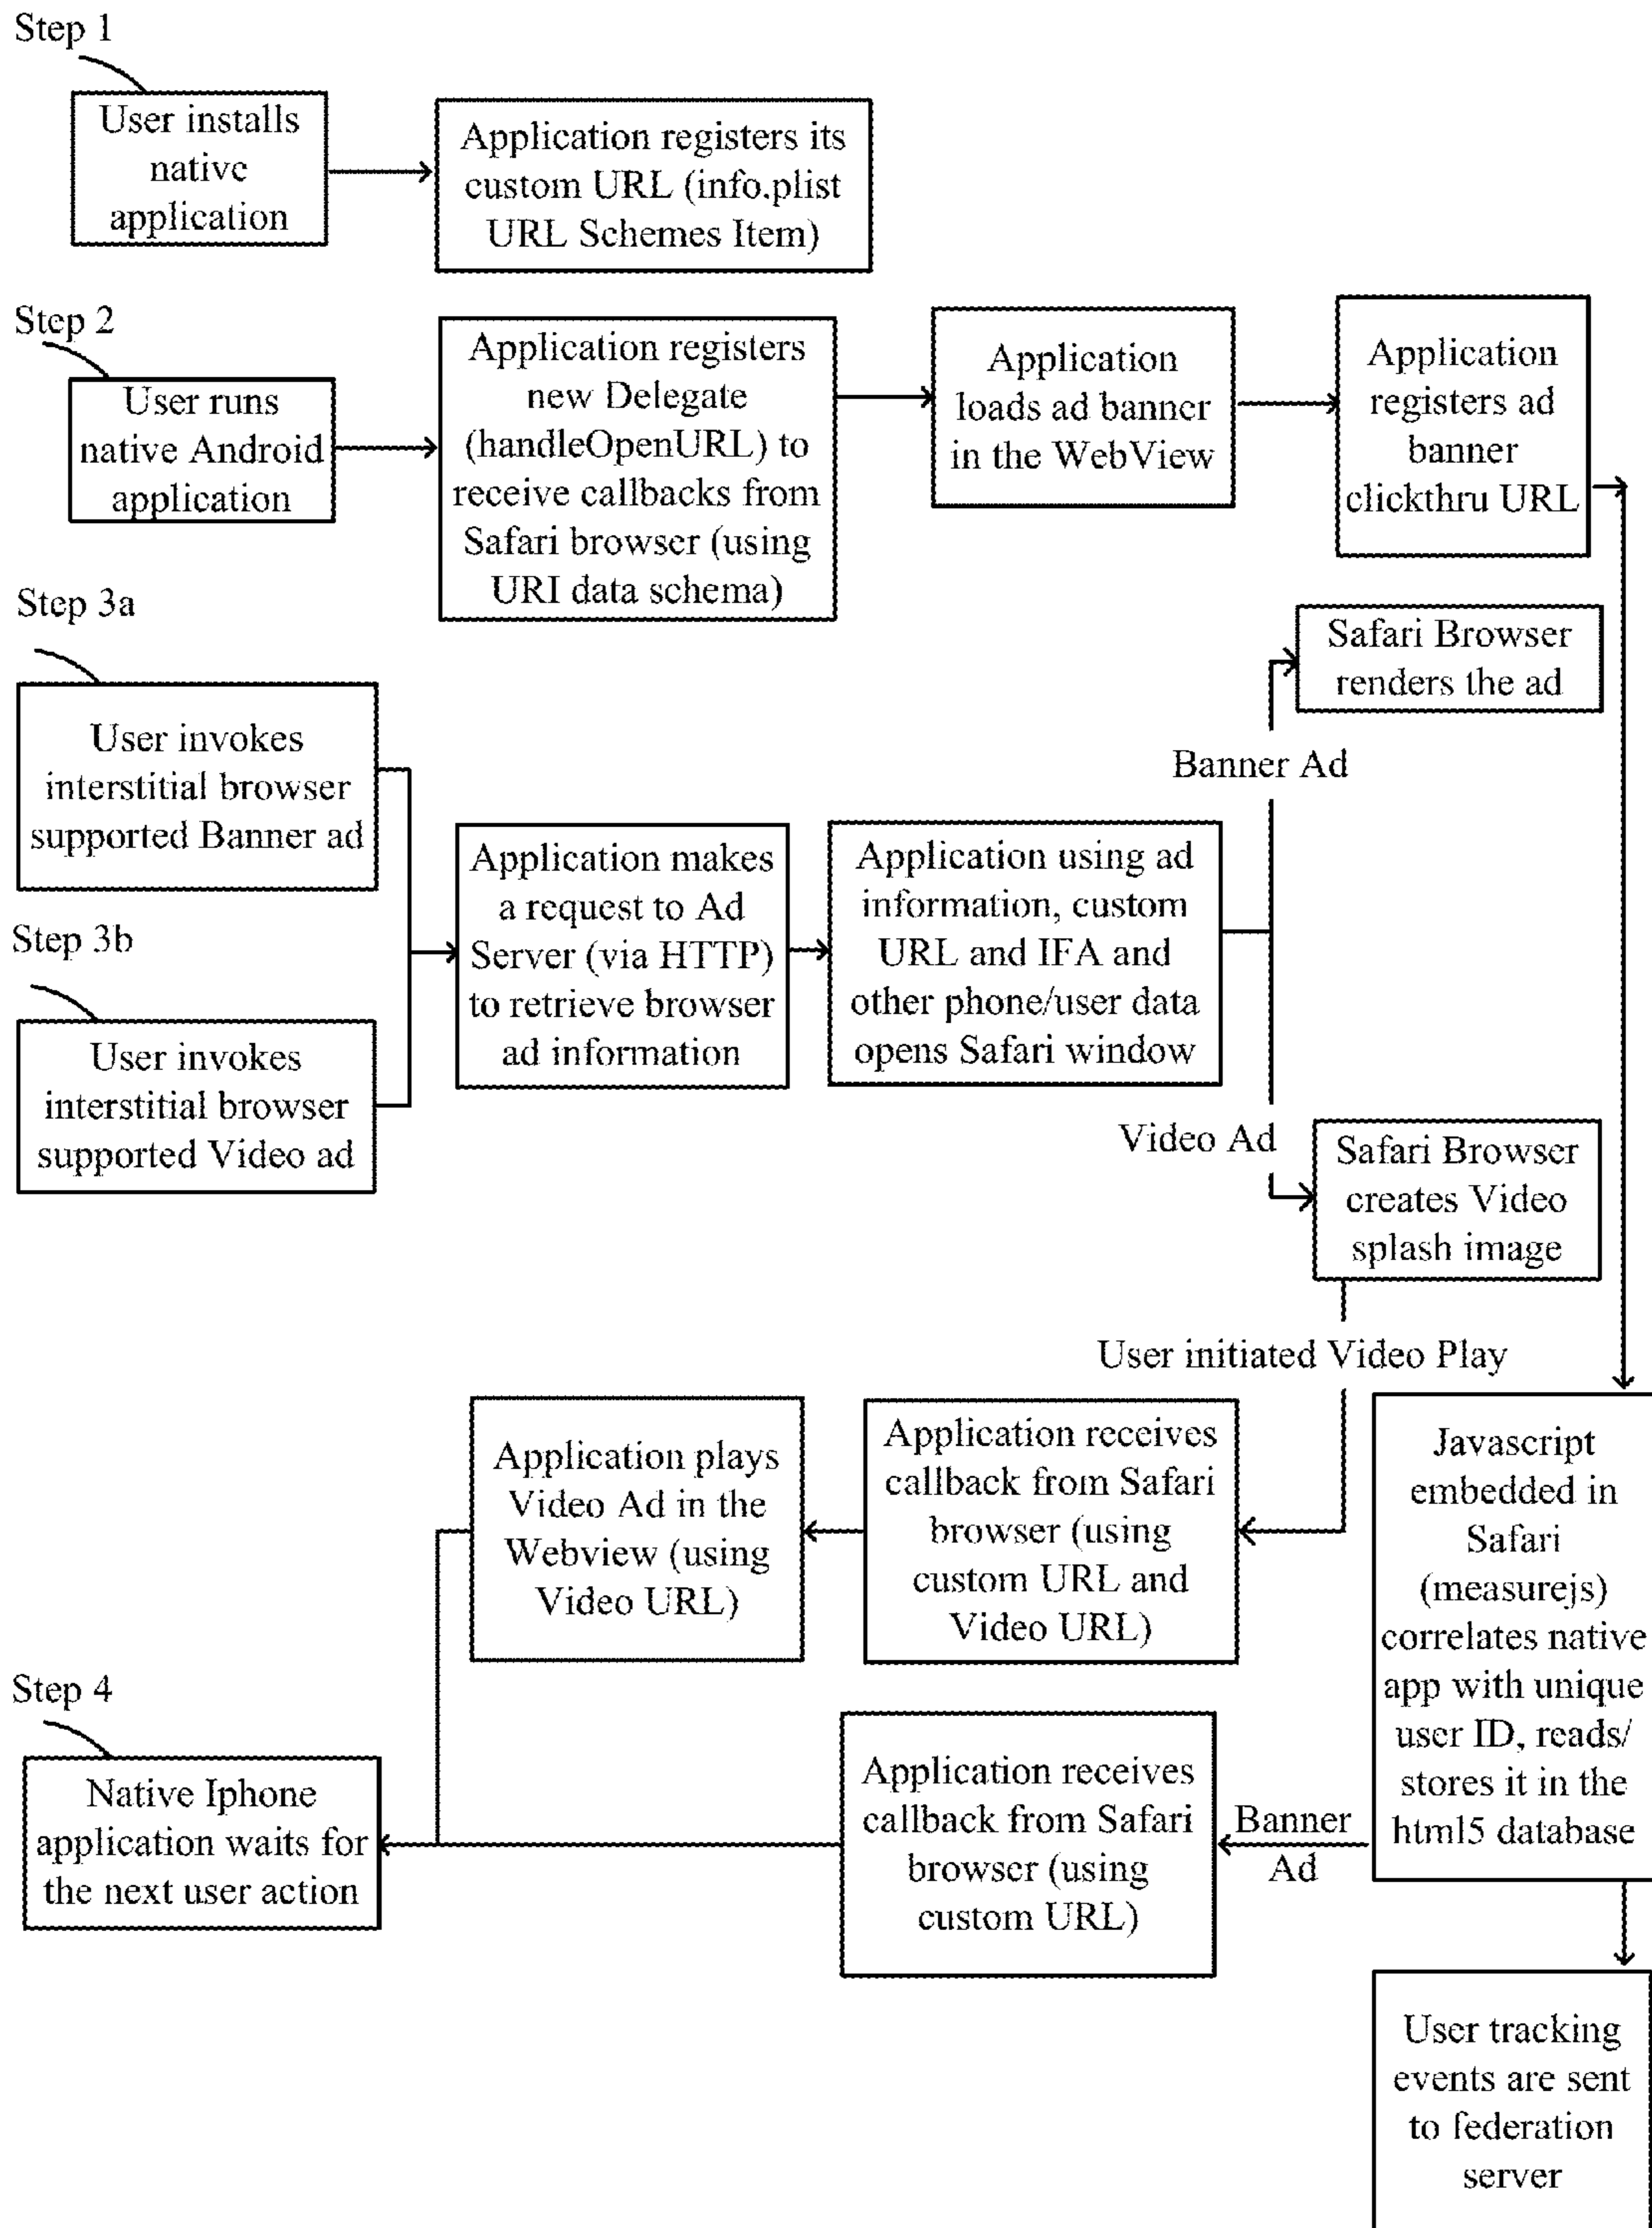 Step 1
User installs
native
application
Application registers its
custom URL (info.plist
URL Schemes Item)
Step 2
User runs
native Android
application
Application registers
new Delegate
(handleOpenURL) to
receive callbacks from
Safari browser (using
URI data schema)
Application
loads ad banner
in the WebView
Application
registers ad
banner
clickthru URL
Step 3a
User invokes
interstitial browser
supported Banner ad
Step 3b
User invokes
interstitial browser
supported Video ad
Application makes
a request to Ad
Server (via HTTP)
to retrieve browser
ad information
Application using ad
information, custom
URL and IFA and
other phone/user data
opens Safari window
Banner Ad
Safari Browser
renders the ad
Video Ad
Safari Browser
creates Video
splash image
User initiated Video Play
Application receives
callback from Safari
browser (using
custom URL and
Video URL)
Application plays
Video Ad in the
Webview (using
Video URL)
Javascript
embedded in
Safari
(measurejs)
correlates native
app with unique
user ID, reads/
stores it in the
html5 database
Banner
Ad
Application receives
callback from Safari
browser (using
custom URL)
Step 4
Native Iphone
application waits for
the next user action
User tracking
events are sent
to federation
server